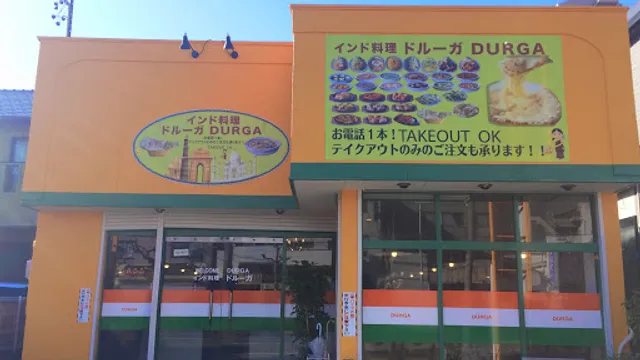 インド料理 ドルーガ DURGA
お電話1本！TAKEOUT OK
テイクアウトのみのご注文も承ります！！
インド料理
ドルーガ DURGA
WELCOME DURGA
インド料理 ドルーガ
DURGA
DURGA
DURGA